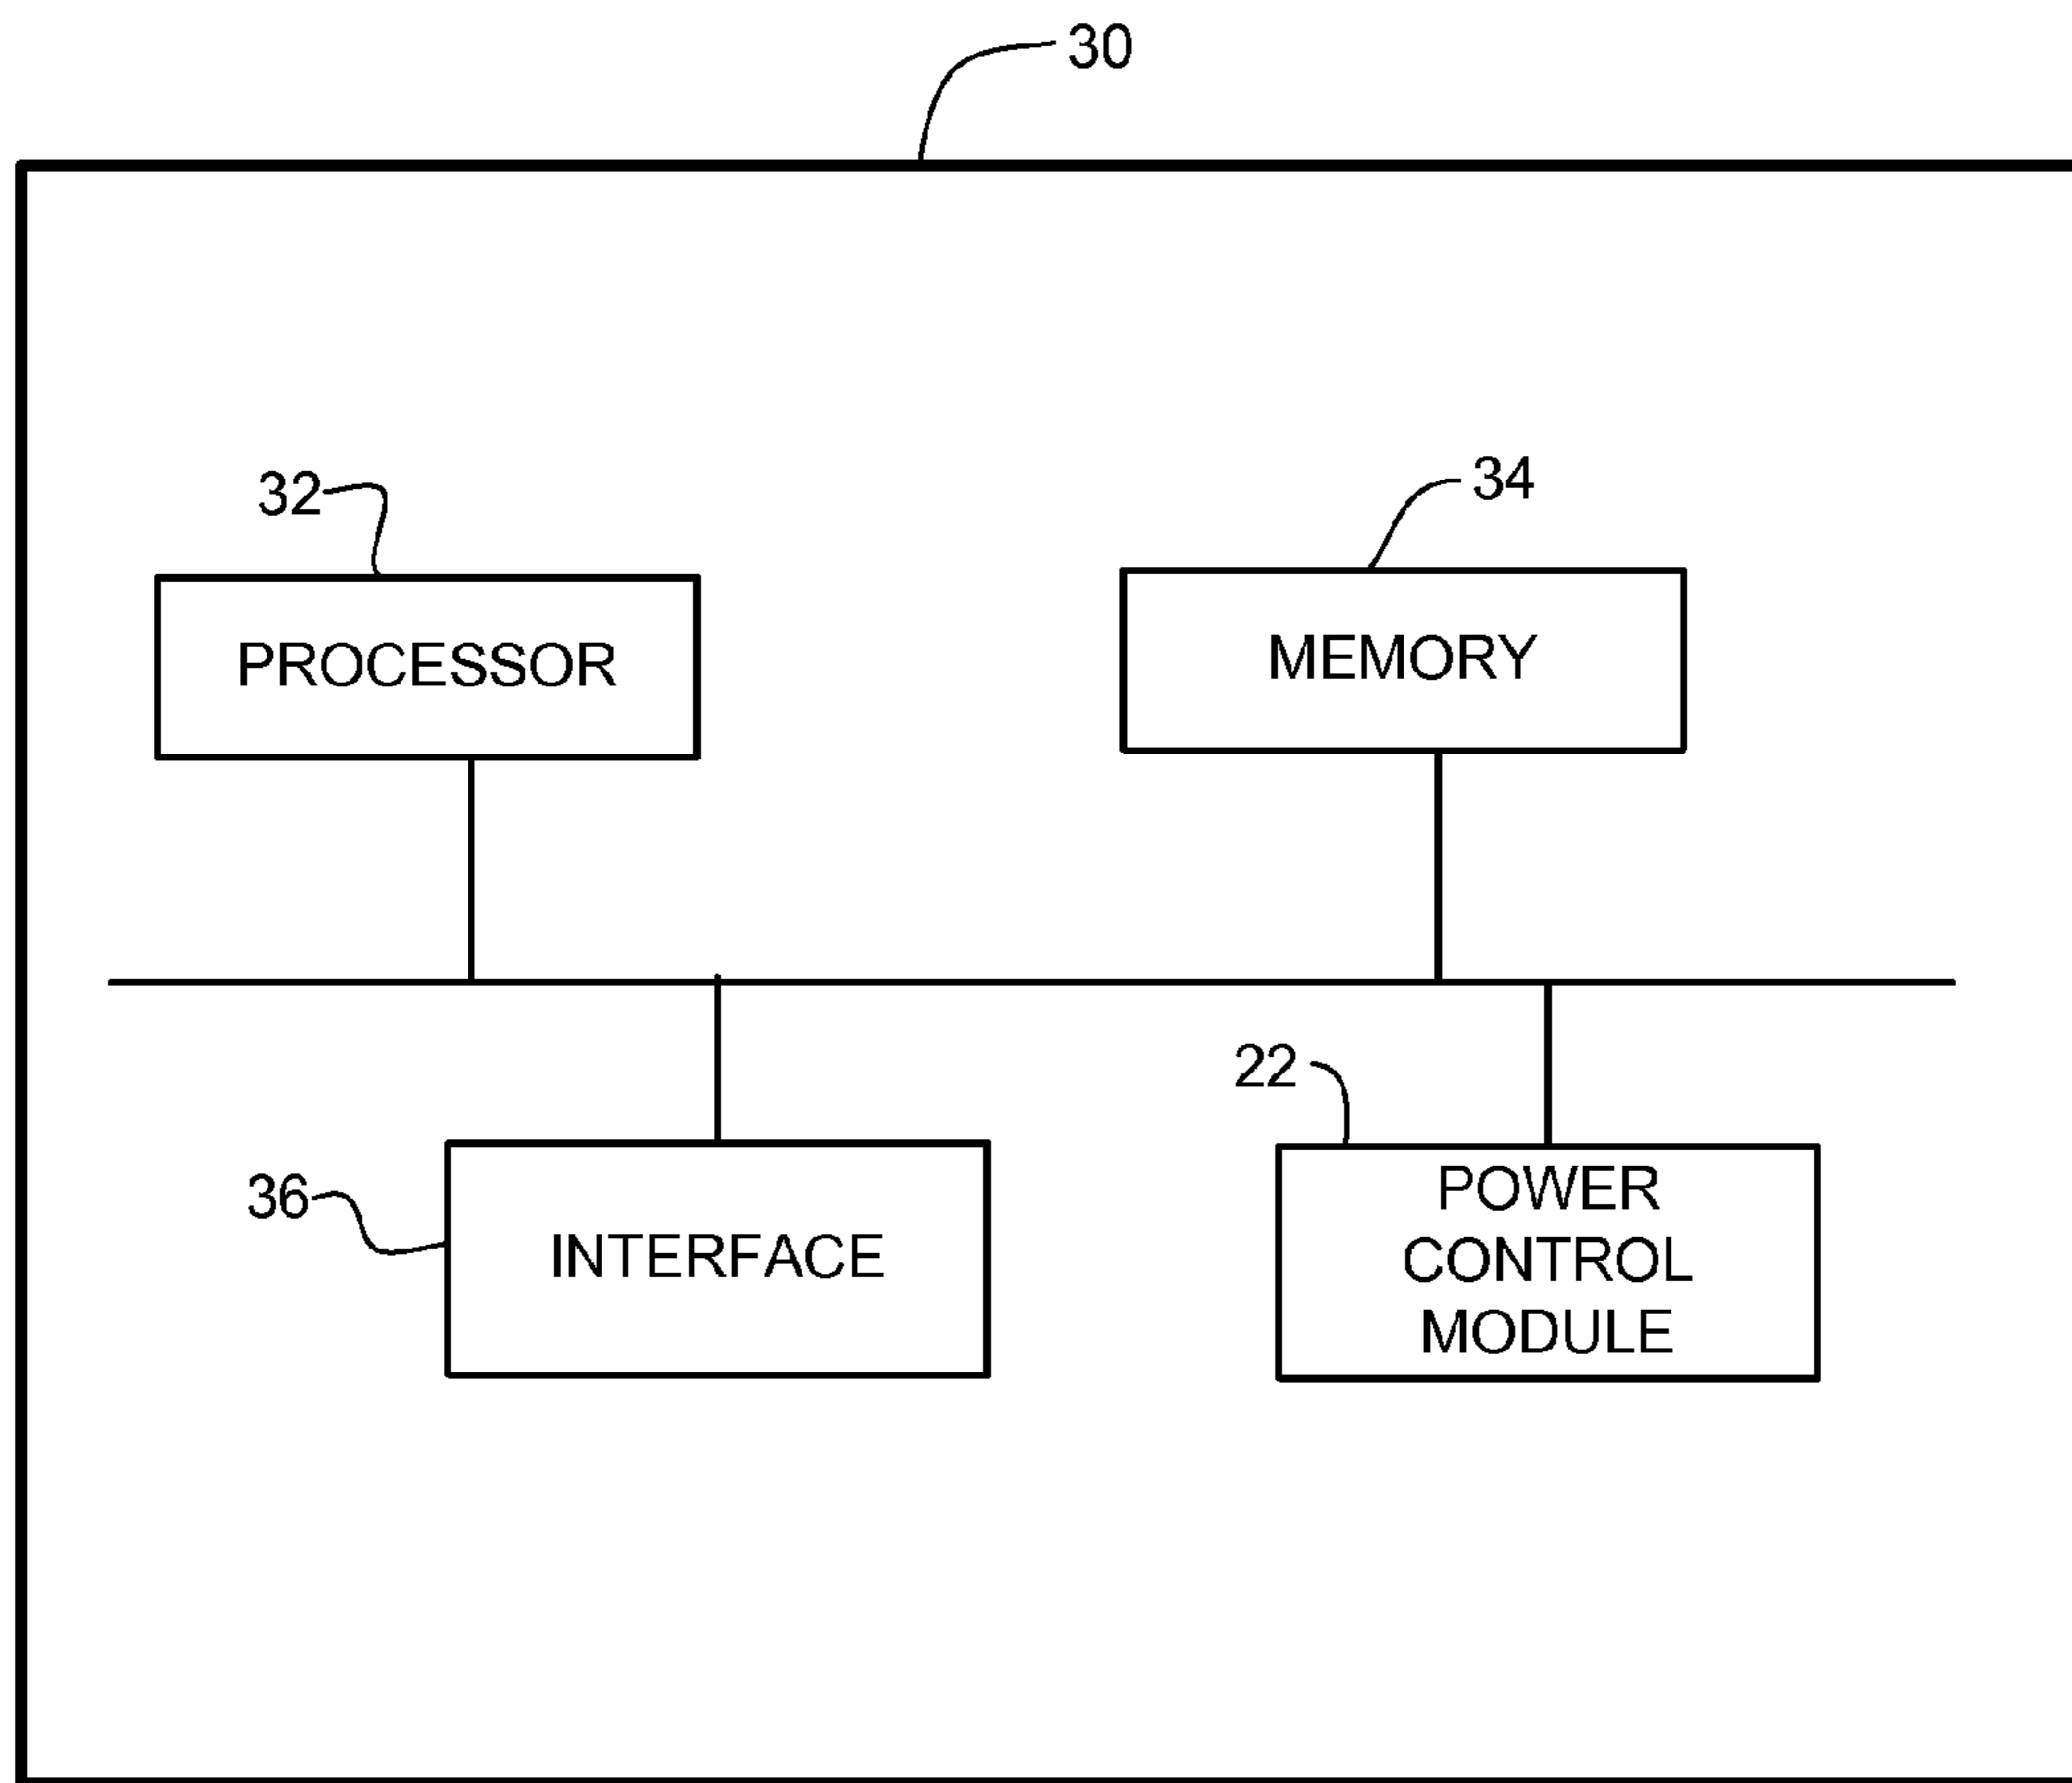 30
32
34
PROCESSOR
MEMORY
22
36
INTERFACE
POWER
CONTROL
MODULE